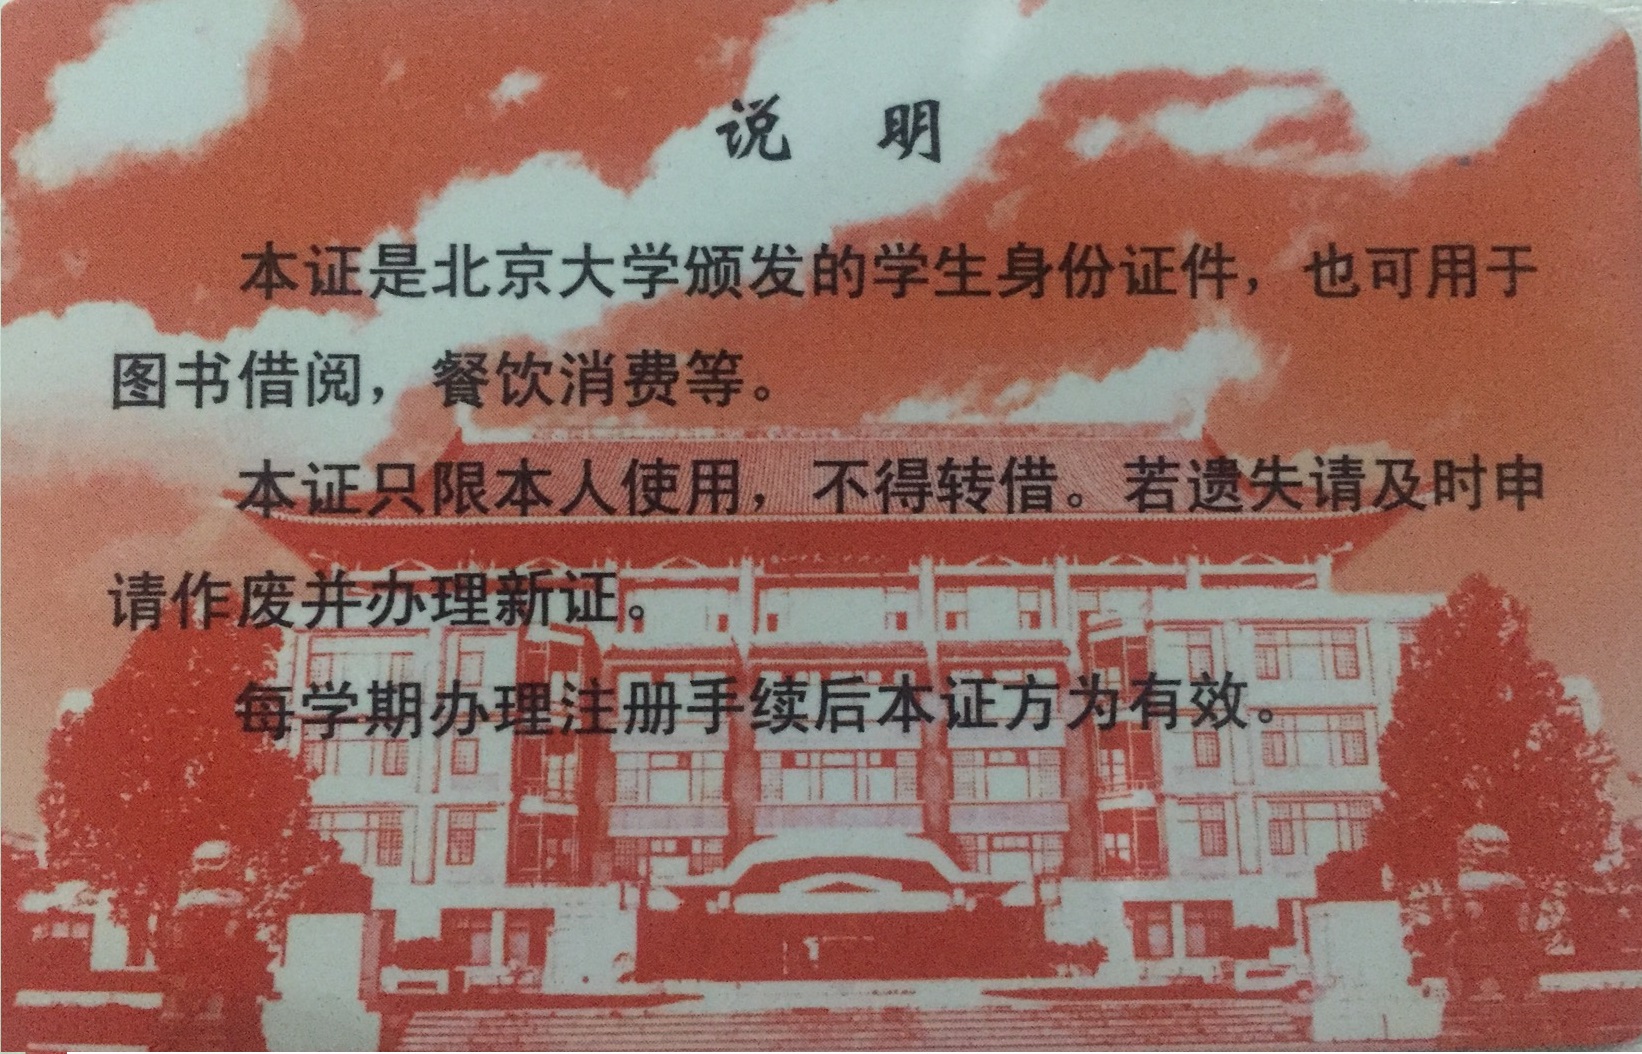 说 明
本证是北京大学颁发的学生身份证件，也可用于
图书借阅，餐饮消费等。
本证只限本人使用，不得转借。若遗失请及时申
请作废并办理新证。
每学期办理注册手续后本证方为有效。